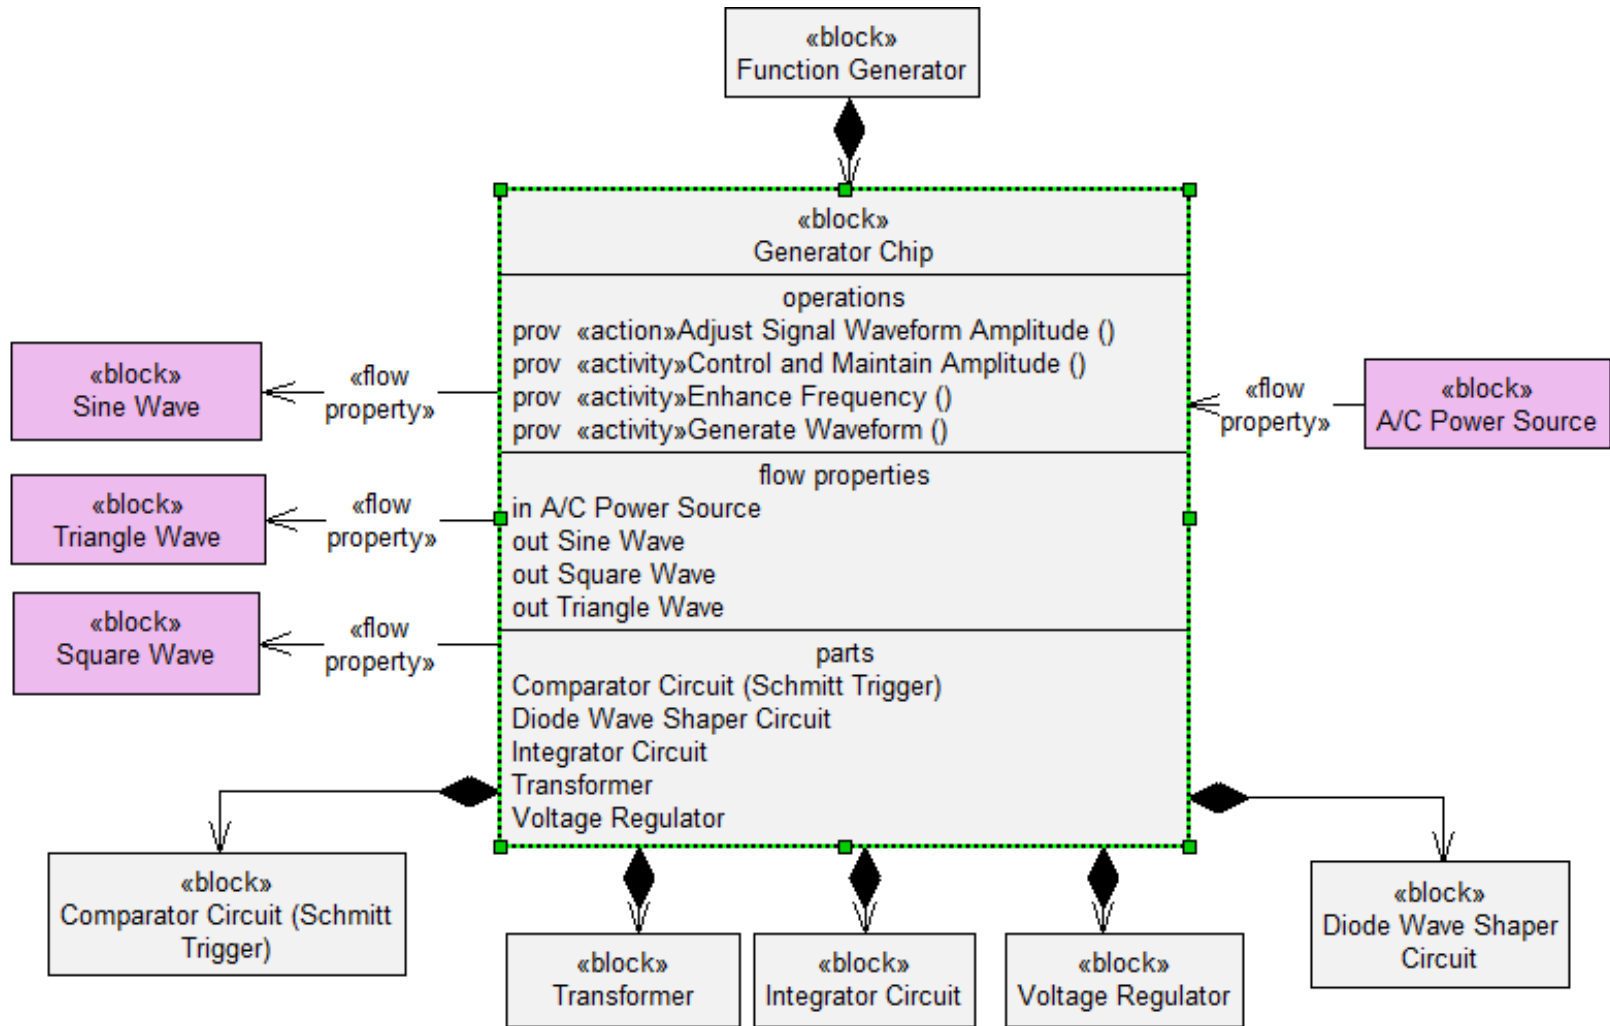 «block»
Function Generator
«block»
Generator Chip
operations
prov  «action»Adjust Signal Waveform Amplitude ()
prov  «activity»Control and Maintain Amplitude ()
prov  «activity»Enhance Frequency ()
prov  «activity»Generate Waveform ()
flow properties
in A/C Power Source
out Sine Wave
out Square Wave
out Triangle Wave
parts
Comparator Circuit (Schmitt Trigger)
Diode Wave Shaper Circuit
Integrator Circuit
Transformer
Voltage Regulator
«block»
Sine Wave
«flow
property»
«block»
Triangle Wave
«flow
property»
«block»
Square Wave
«flow
property»
«flow
property»
«block»
A/C Power Source
«block»
Comparator Circuit (Schmitt
Trigger)
«block»
Transformer
«block»
Integrator Circuit
«block»
Voltage Regulator
«block»
Diode Wave Shaper
Circuit